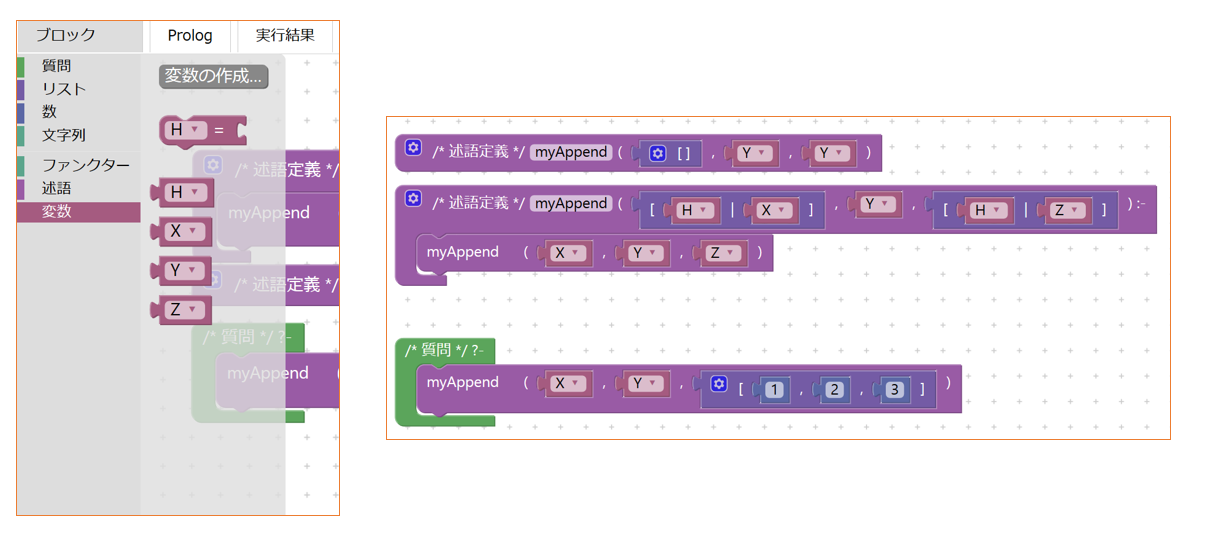 ブロック Prolog 実行結果
質問
リスト
数
文字列
ファンクター
述語
変数
変数の作成...
H =
H
X
Y
Z
/* 述語定義 */
myAppend
/* 述語定義 */
/* 質問 */ ?-
myAppend (
/* 述語定義 */ myAppend ( [] , Y , Y )
/* 述語定義 */ myAppend ( [ H | X ] , Y , [ H | Z ] ) :-
myAppend ( X , Y , Z )
/* 質問 */ ?-
myAppend ( X , Y , [ 1 , 2 , 3 ] )